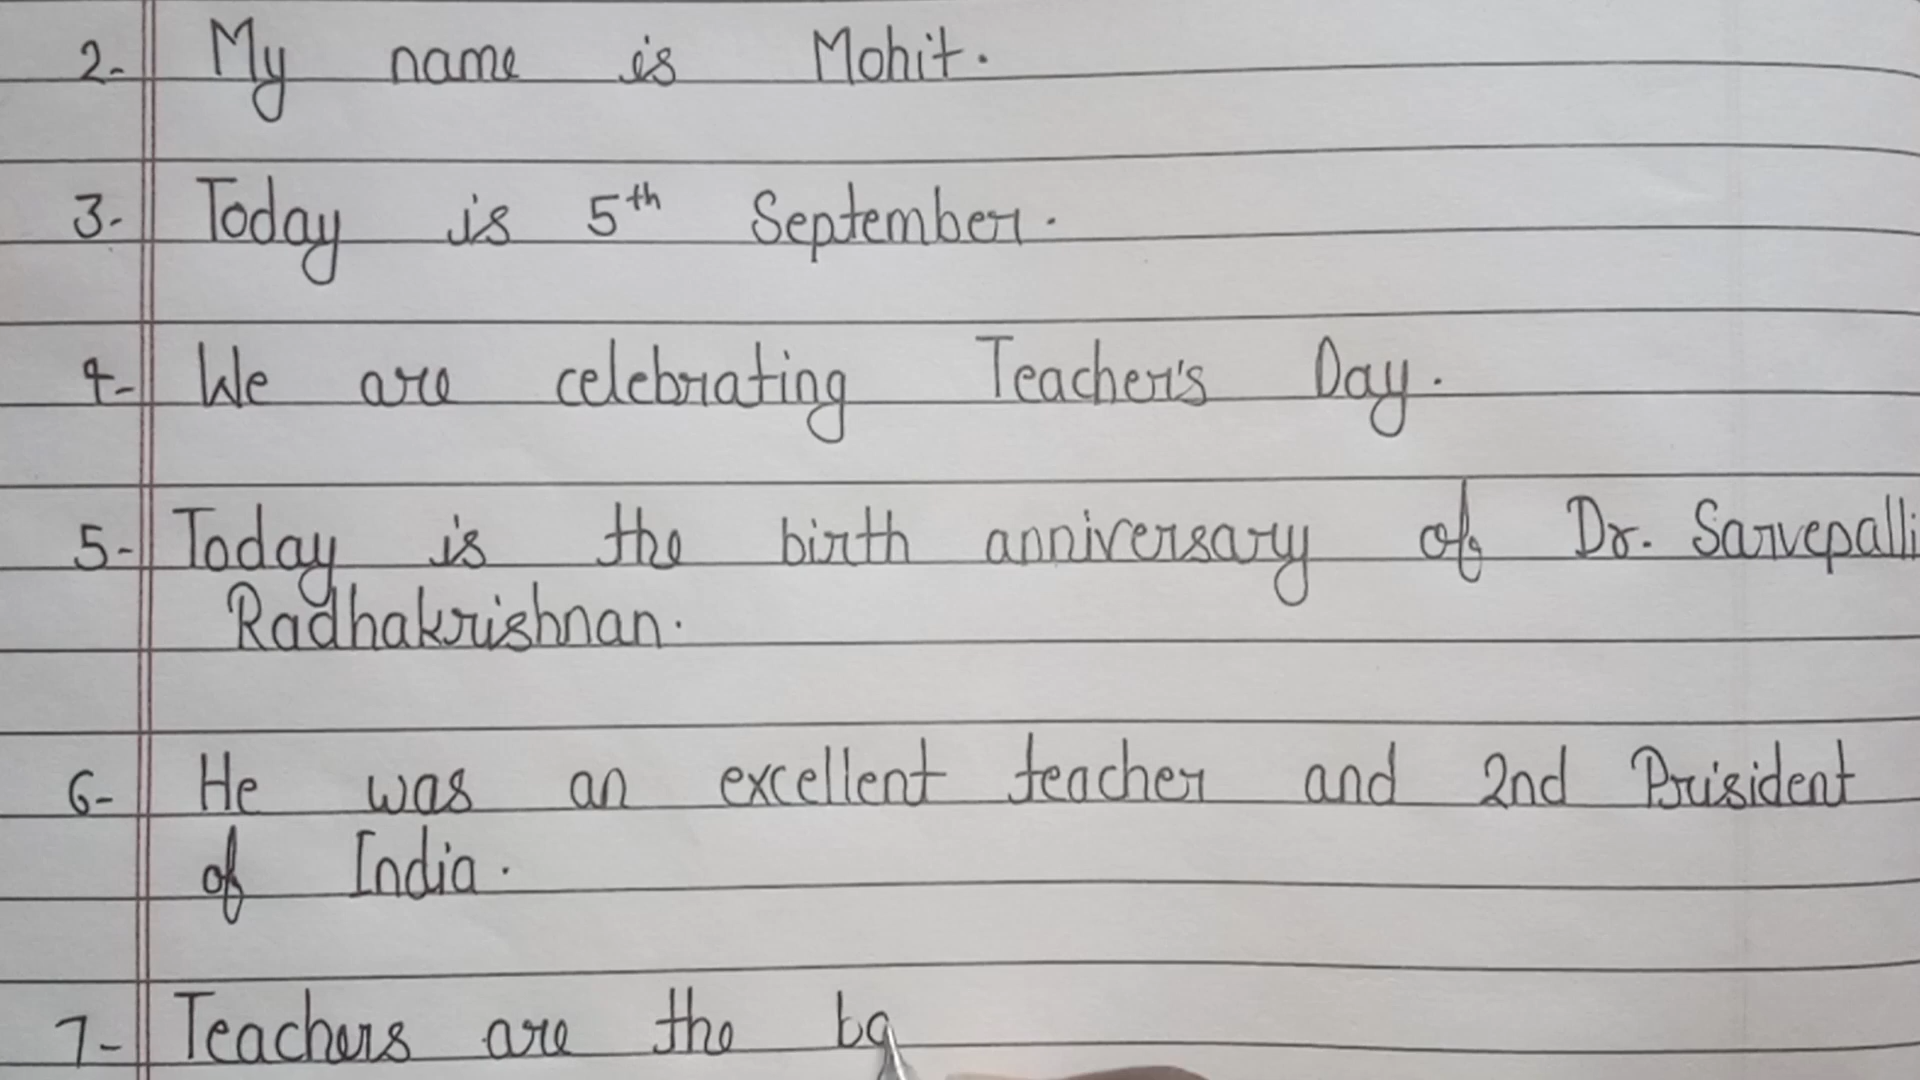 2- My name is Mohit.
3- Today is 5th September.
4- We are celebrating Teacher's Day.
5- Today is the birth anniversary of Dr. Sarvepalli
Radhakrishnan.
6- He was an excellent teacher and 2nd Prisident
of India.
7- Teachers are the